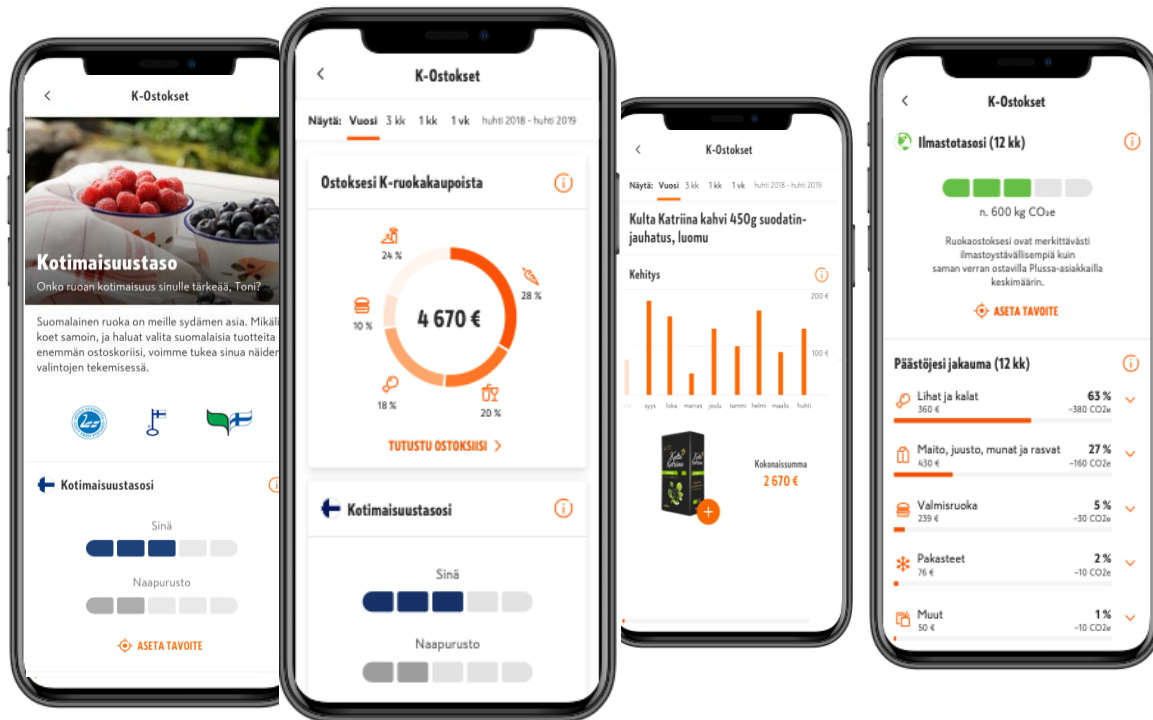 K-Ostokset
Kotimaisuustaso
Onko ruoan kotimaisuus sinulle tärkeää, Toni?
Suomalainen ruoka on meille sydämen asia. Mikäli
koet samoin, ja haluat valita suomalaisia tuotteita
enemmän ostoskoriisi, voimme tukea sinua näiden
valintojen tekemisessä.
Kotimaisuustasosi
Sinä
Naapurusto
ASETA TAVOITE
K-Ostokset
Näytä: Vuosi 3 kk 1 kk 1 vk huhti 2018 - huhti 2019
Ostoksesi K-ruokakaupoista
24 %
28 %
10 %
4 670 €
18 %
20 %
TUTUSTU OSTOKSIISI >
Kotimaisuustasosi
Sinä
Naapurusto
K-Ostokset
Näytä: Vuosi 3 kk 1 kk 1 vk huhti 2018 - huhti 2019
Kulta Katriina kahvi 450g suodatin-
jauhatus, luomu
Kehitys
200 €
100 €
syys loka marras joulu tammi helmi maalis huhti
Kulta
Katriina
Kokonaissumma
2 670 €
K-Ostokset
Ilmastotasosi (12 kk)
n. 600 kg CO₂e
Ruokaostoksesi ovat merkittävästi
ilmastoystävällisempiä kuin
saman verran ostavilla Plussa-asiakkailla
keskimäärin.
ASETA TAVOITE
Päästöjesi jakauma (12 kk)
Lihat ja kalat 63 %
360 € ~380 CO2e
Maito, juusto, munat ja rasvat 27 %
430 € ~160 CO2e
Valmisruoka 5 %
239 € ~30 CO2e
Pakasteet 2 %
76 € ~10 CO2e
Muut 1 %
50 € ~10 CO2e